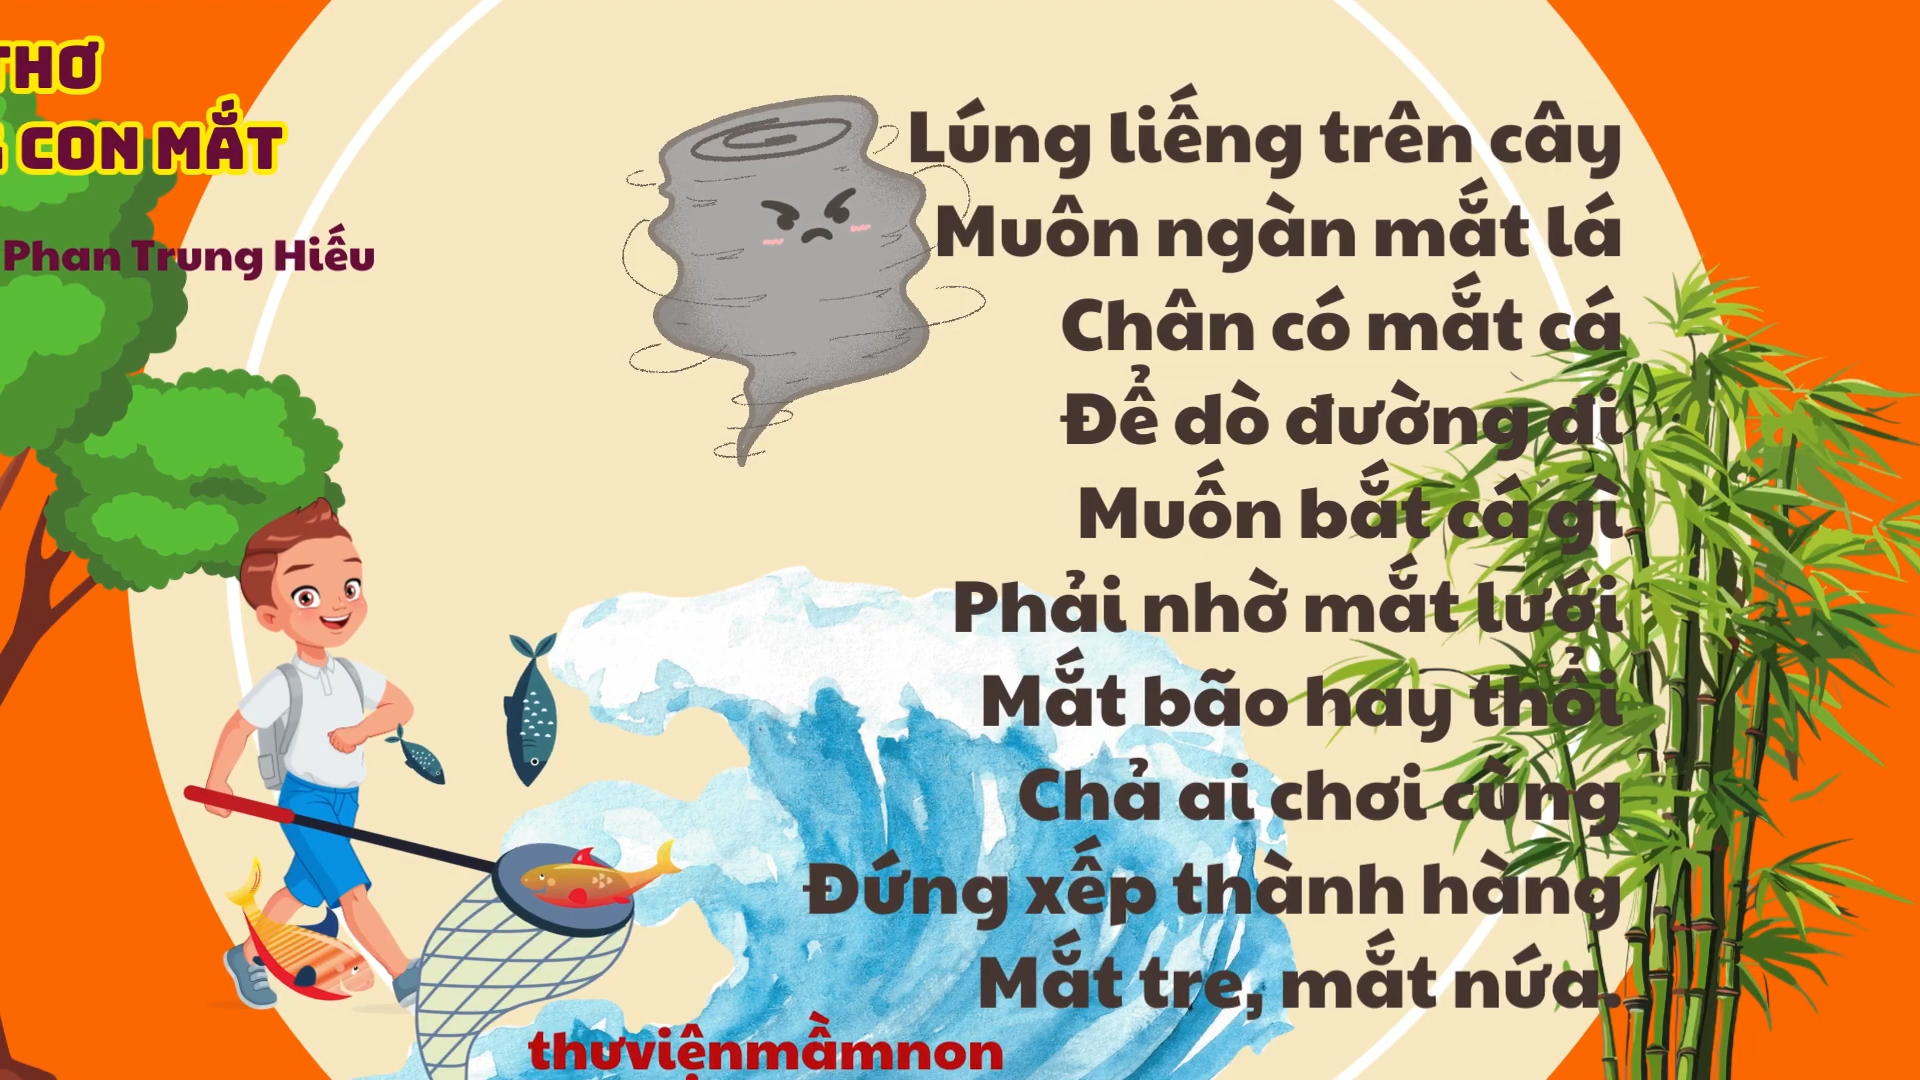 THƠ
CON MẮT
Phan Trung Hiếu
Lúng liếng trên cây
Muôn ngàn mắt lá
Chân có mắt cá
Để dò đường đi
Muốn bắt cá gì
Phải nhờ mắt lưới
Mắt bão hay thổi
Chả ai chơi cùng
Đứng xếp thành hàng
Mắt tre, mắt nứa.
thưviệnmầmnon